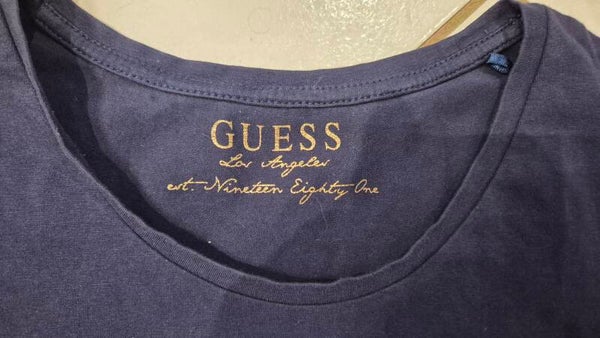 GUESS
Los Angeles
est. Nineteen Eighty One